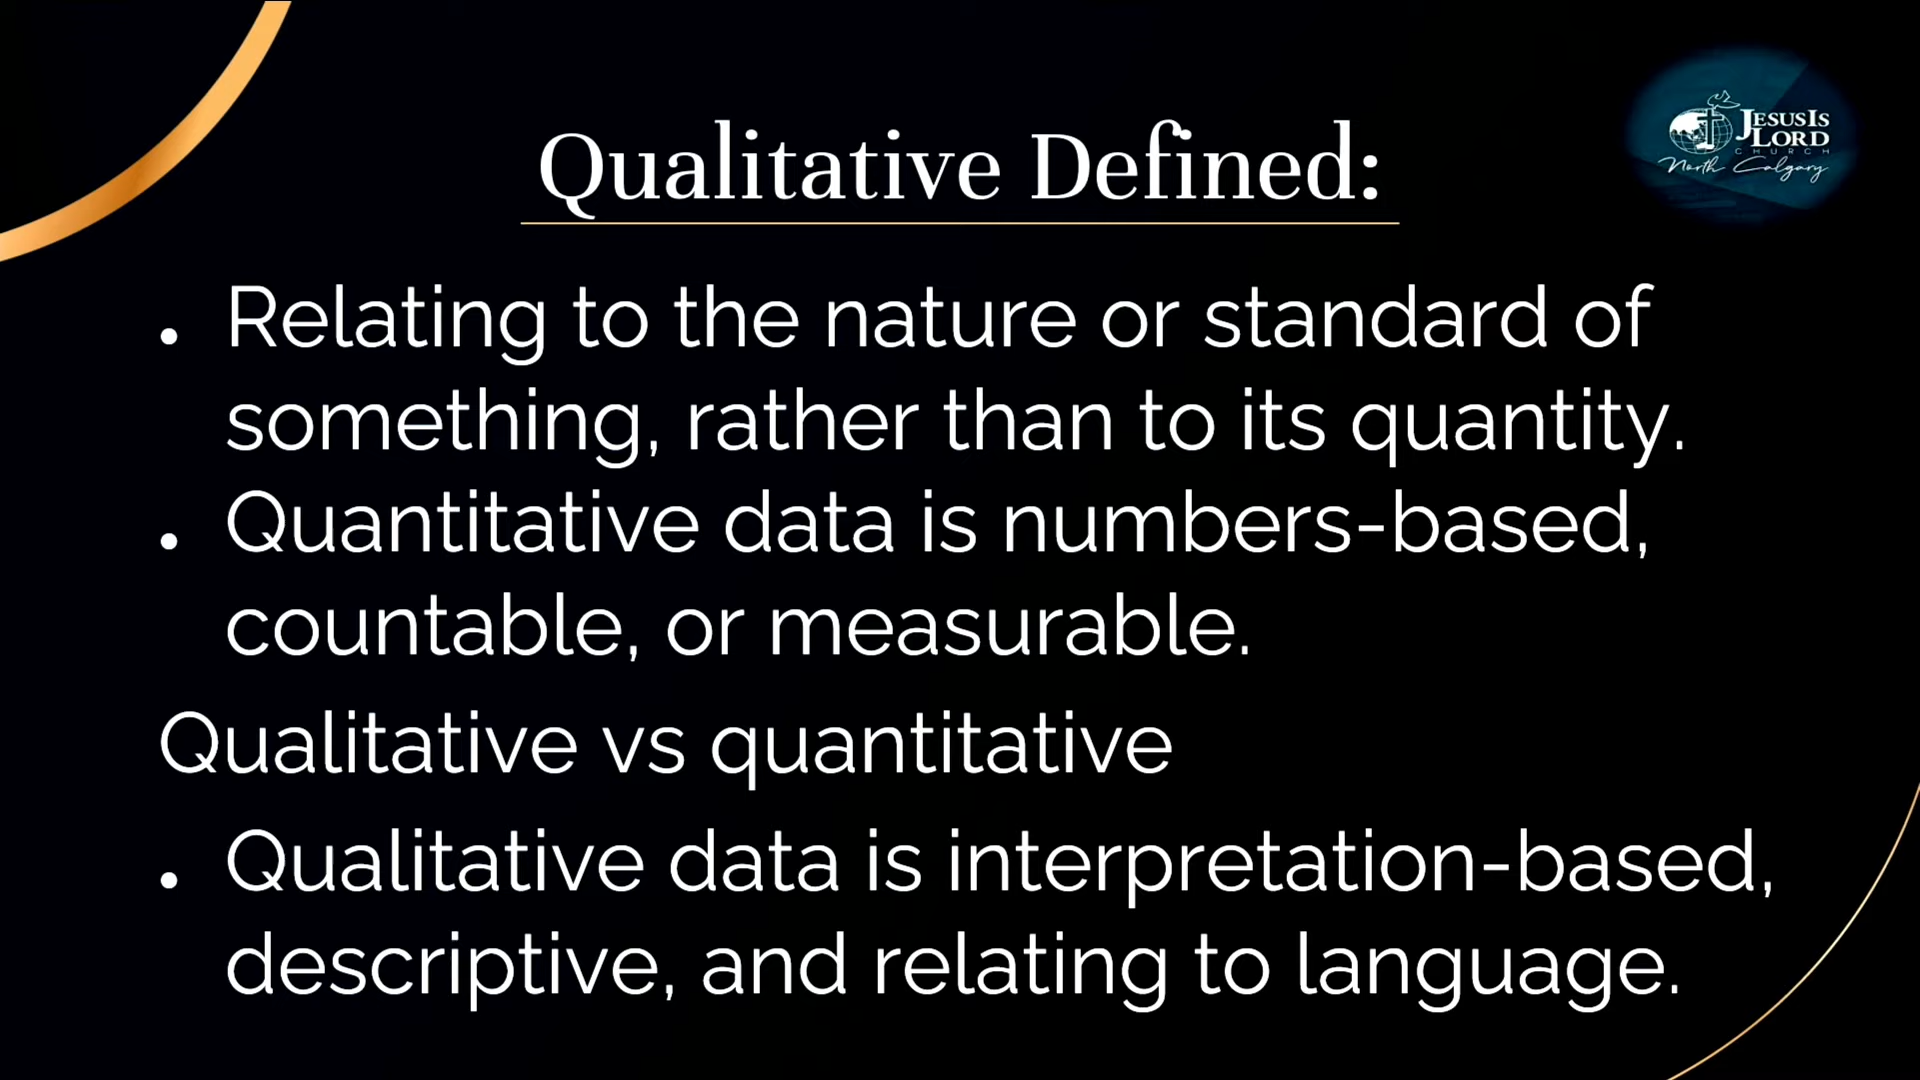 Qualitative Defined:
JESUSIS
LORD
CHURCH
North Calgary
• Relating to the nature or standard of
something, rather than to its quantity.
• Quantitative data is numbers-based,
countable, or measurable.
Qualitative vs quantitative
• Qualitative data is interpretation-based,
descriptive, and relating to language.